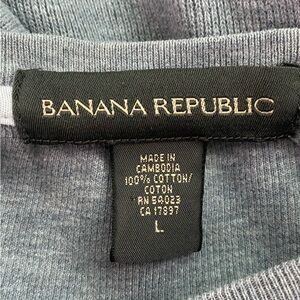 BANANA REPUBLIC
MADE IN
CAMBODIA
100% COTTON/
COTON
RN 54023
CA 17897
L